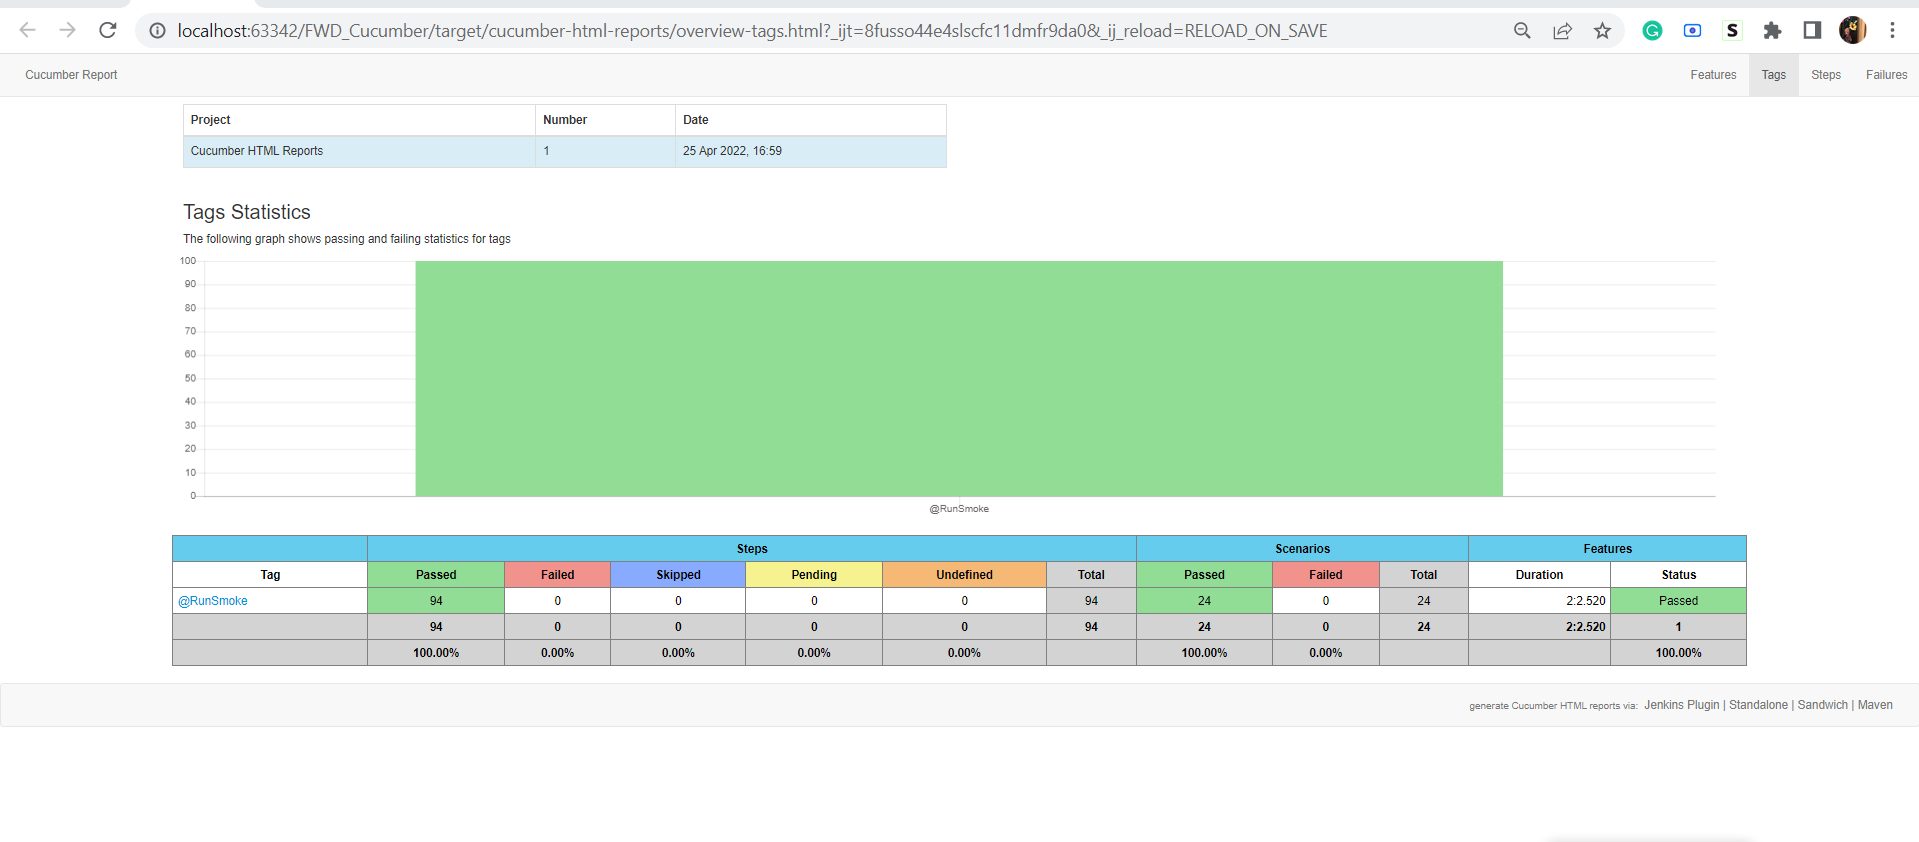 localhost:63342/FWD_Cucumber/target/cucumber-html-reports/overview-tags.html?_ijt=8fusso44e4slscfc11dmfr9da0&_ij_reload=RELOAD_ON_SAVE
G S
Cucumber Report Features Tags Steps Failures
Project Number Date
Cucumber HTML Reports 1 25 Apr 2022, 16:59
Tags Statistics
The following graph shows passing and failing statistics for tags
100
90
80
70
60
50
40
30
20
10
0
@RunSmoke
Steps Scenarios Features
Tag Passed Failed Skipped Pending Undefined Total Passed Failed Total Duration Status
@RunSmoke 94 0 0 0 0 94 24 0 24 2:2.520 Passed
94 0 0 0 0 94 24 0 24 2:2.520 1
100.00% 0.00% 0.00% 0.00% 0.00% 100.00% 0.00% 100.00%
generate Cucumber HTML reports via: Jenkins Plugin | Standalone | Sandwich | Maven